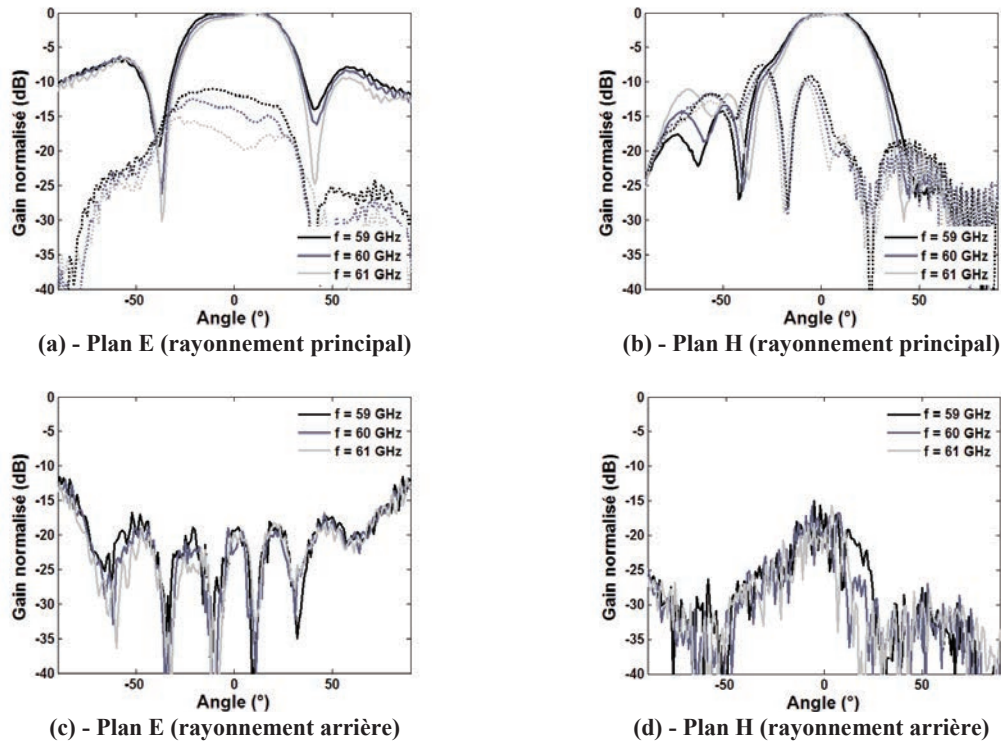 0
-5
-10
-15
-20
-25
-30
-35
-40
Gain normalisé (dB)
f = 59 GHz
f = 60 GHz
f = 61 GHz
-50
0
50
Angle (°)
(a) - Plan E (rayonnement principal)
0
-5
-10
-15
-20
-25
-30
-35
-40
Gain normalisé (dB)
f = 59 GHz
f = 60 GHz
f = 61 GHz
-50
0
50
Angle (°)
(b) - Plan H (rayonnement principal)
0
-5
-10
-15
-20
-25
-30
-35
-40
Gain normalisé (dB)
f = 59 GHz
f = 60 GHz
f = 61 GHz
-50
0
50
Angle (°)
(c) - Plan E (rayonnement arrière)
0
-5
-10
-15
-20
-25
-30
-35
-40
Gain normalisé (dB)
f = 59 GHz
f = 60 GHz
f = 61 GHz
-50
0
50
Angle (°)
(d) - Plan H (rayonnement arrière)